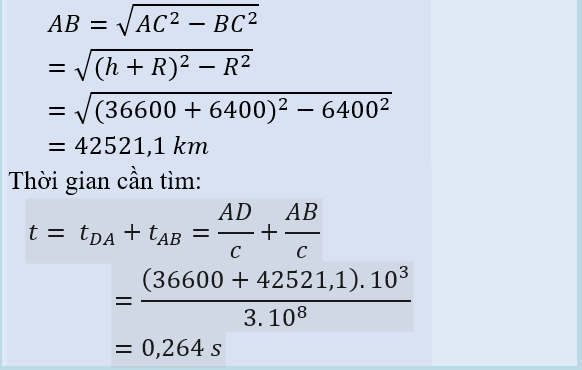 AB = √(AC² − BC²)
= √((h + R)² − R²)
= √((36600 + 6400)² − 6400²)
= 42521,1 km
Thời gian cần tìm:
t = t_DA + t_AB = AD/c + AB/c
= (36600 + 42521,1).10³ / 3.10⁸
= 0,264 s